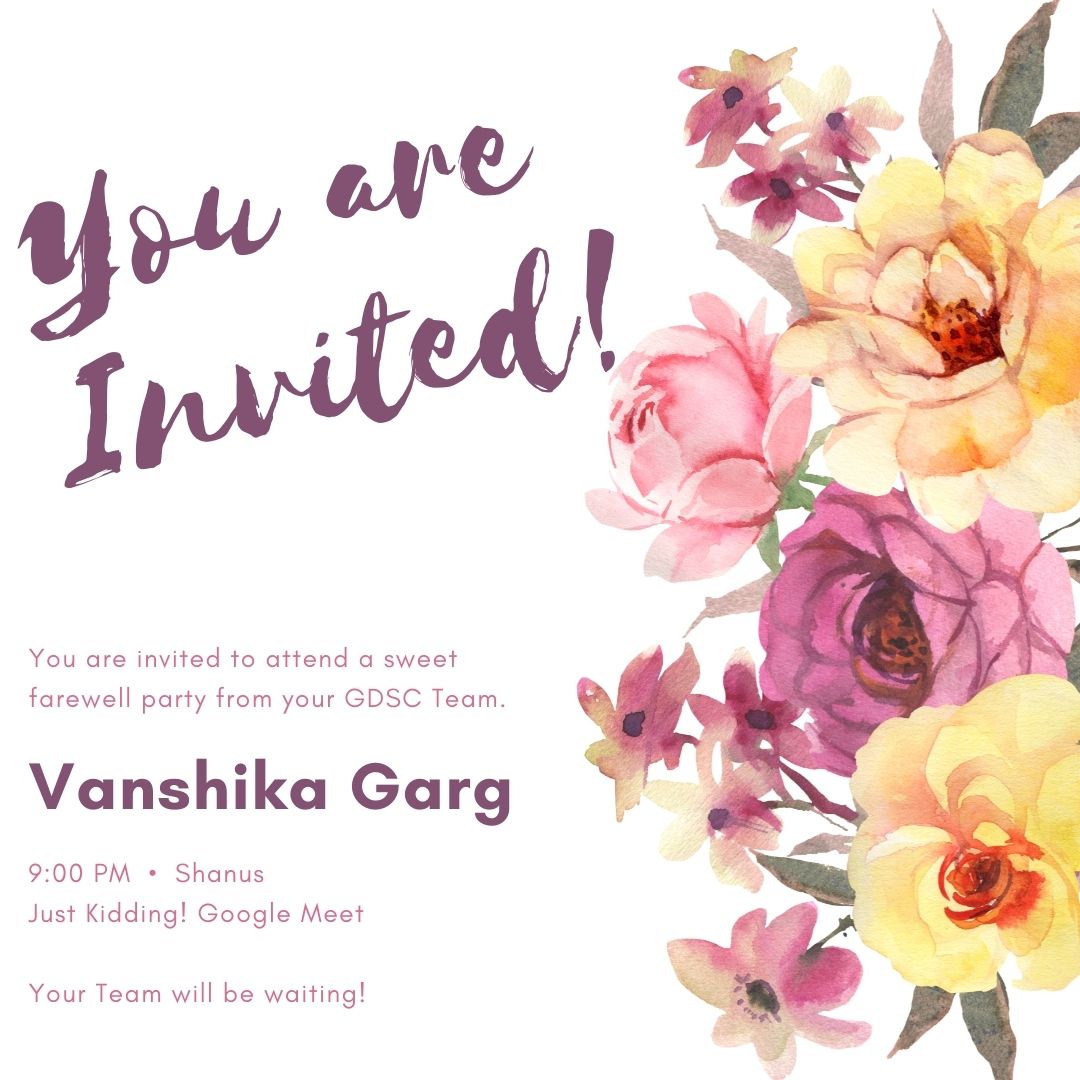 You are
Invited!
You are invited to attend a sweet
farewell party from your GDSC Team.
Vanshika Garg
9:00 PM • Shanus
Just Kidding! Google Meet
Your Team will be waiting!